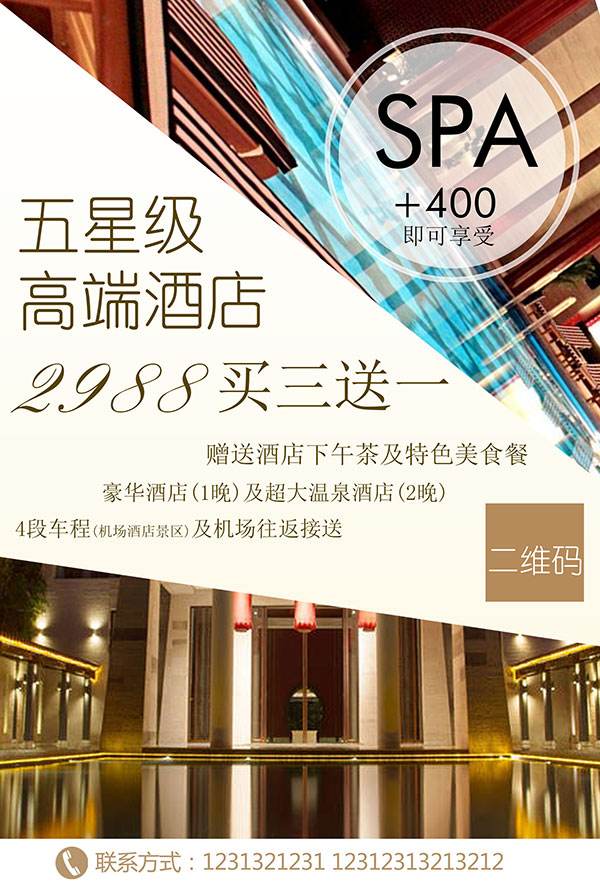 SPA
+400
即可享受
五星级
高端酒店
2988 买三送一
赠送酒店下午茶及特色美食餐
豪华酒店(1晚)及超大温泉酒店(2晚)
4段车程(机场酒店景区)及机场往返接送
二维码
联系方式：1231321231 12312313213212